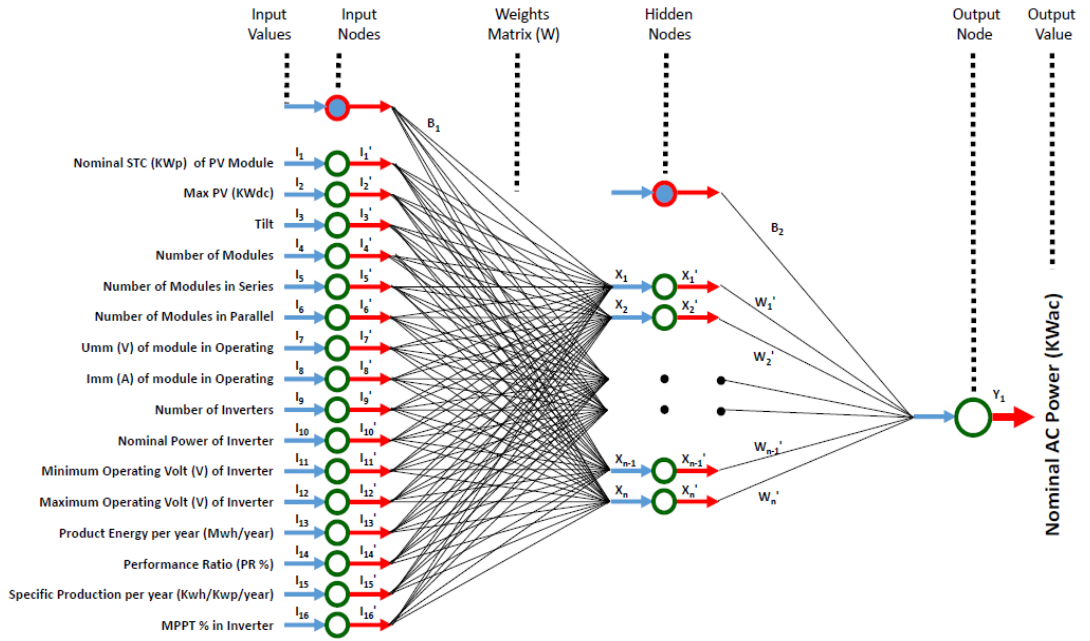 Input Values
Input Nodes
Weights Matrix (W)
Hidden Nodes
Output Node
Output Value
B1
Nominal STC (KWp) of PV Module
I1
I1'
Max PV (KWdc)
I2
I2'
Tilt
I3
I3'
B2
Number of Modules
I4
I4'
Number of Modules in Series
I5
I5'
X1
X1'
W1'
Number of Modules in Parallel
I6
I6'
X2
X2'
Umm (V) of module in Operating
I7
I7'
W2'
Imm (A) of module in Operating
I8
I8'
Number of Inverters
I9
I9'
Y1
Nominal AC Power (KWac)
Nominal Power of Inverter
I10
I10'
Minimum Operating Volt (V) of Inverter
I11
I11'
Xn-1
Xn-1'
Wn-1'
Maximum Operating Volt (V) of Inverter
I12
I12'
Xn
Xn'
Wn'
Product Energy per year (Mwh/year)
I13
I13'
Performance Ratio (PR %)
I14
I14'
Specific Production per year (Kwh/Kwp/year)
I15
I15'
MPPT % in Inverter
I16
I16'